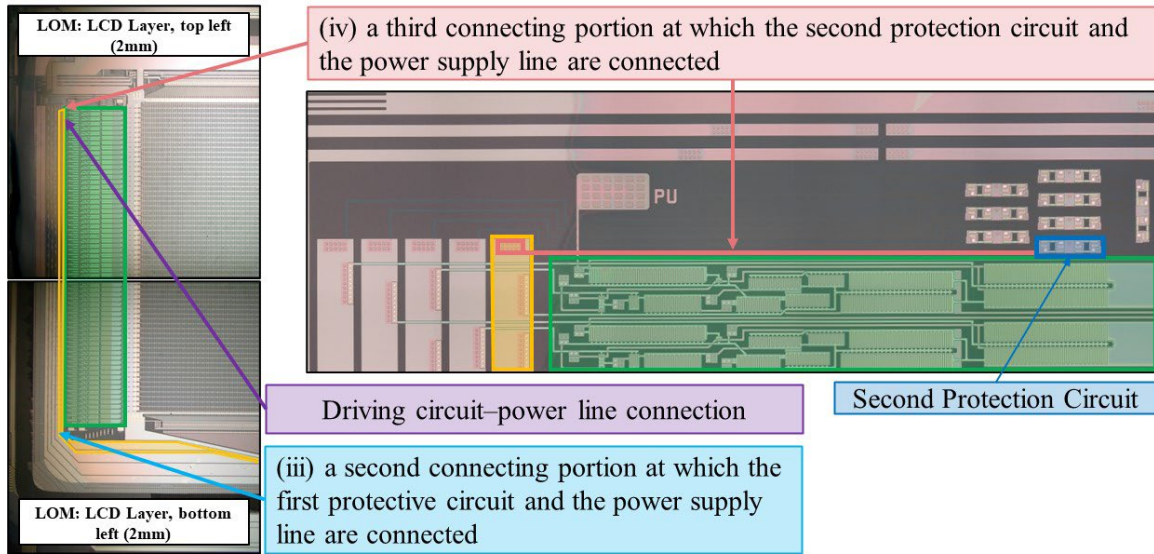 LOM: LCD Layer, top left
(2mm)
(iv) a third connecting portion at which the second protection circuit and
the power supply line are connected
PU
Driving circuit–power line connection
Second Protection Circuit
(iii) a second connecting portion at which the
first protective circuit and the power supply
line are connected
LOM: LCD Layer, bottom
left (2mm)